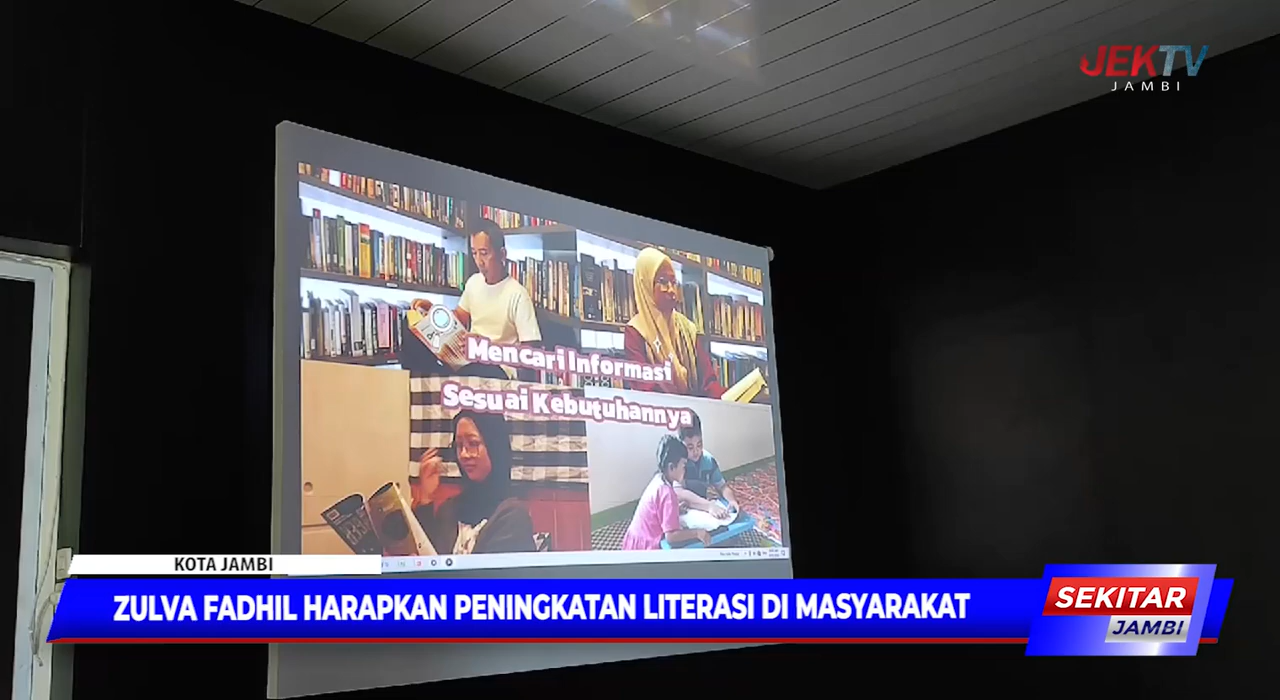 JEKTV
JAMBI
Mencari Informasi
Sesuai Kebutuhannya
KOTA JAMBI
ZULVA FADHIL HARAPKAN PENINGKATAN LITERASI DI MASYARAKAT
SEKITAR
JAMBI